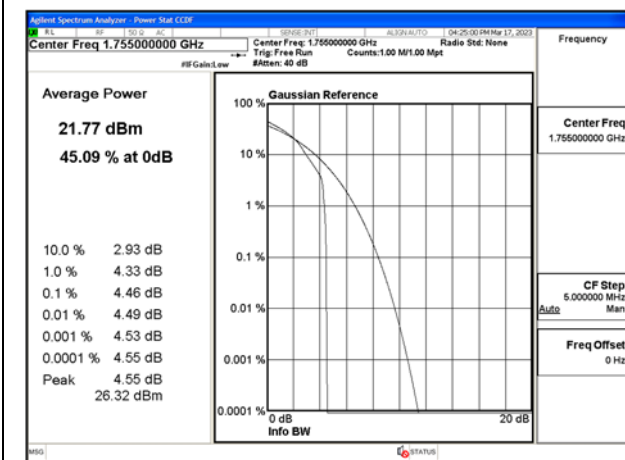 Agilent Spectrum Analyzer - Power Stat CCDF
RL RF 50 Ω AC SENSE:INT ALIGN AUTO 04:25:00 PM Mar 17, 2023
Center Freq 1.755000000 GHz
Center Freq: 1.755000000 GHz Radio Std: None
Trig: Free Run Counts:1.00 M/1.00 Mpt
#IFGain:Low #Atten: 40 dB
Frequency
Average Power
21.77 dBm
45.09 % at 0dB
10.0 % 2.93 dB
1.0 % 4.33 dB
0.1 % 4.46 dB
0.01 % 4.49 dB
0.001 % 4.53 dB
0.0001 % 4.55 dB
Peak 4.55 dB
26.32 dBm
Gaussian Reference
100 %
10 %
1 %
0.1 %
0.01 %
0.001 %
0.0001 %
0 dB 20 dB
Info BW
Center Freq
1.755000000 GHz
CF Step
5.000000 MHz
Auto Man
Freq Offset
0 Hz
MSG STATUS